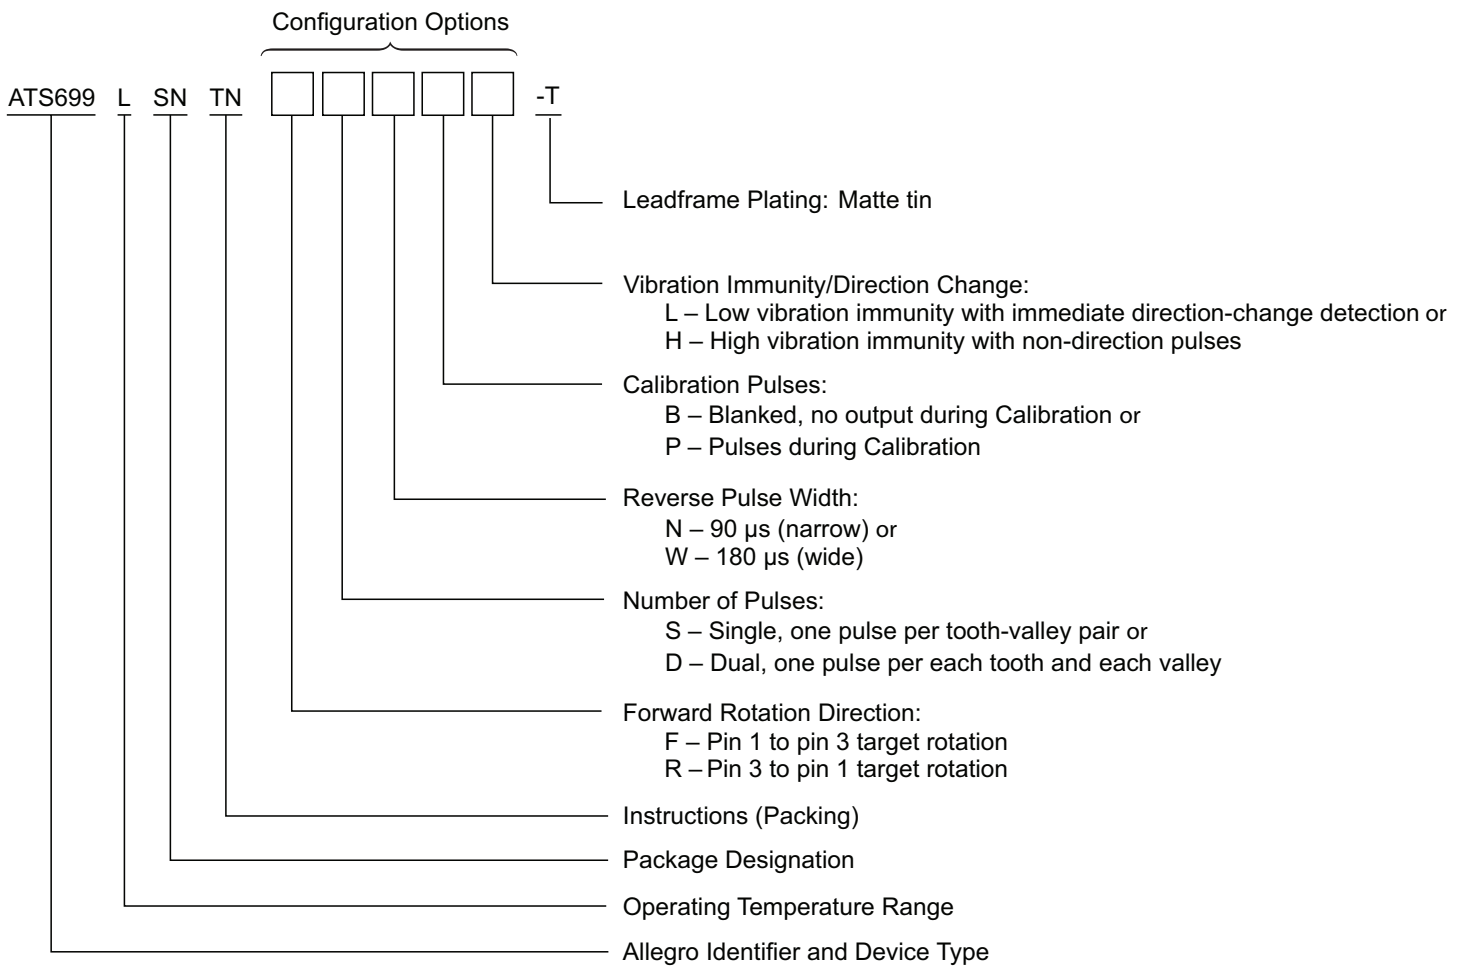 Configuration Options
ATS699 L SN TN -T
Leadframe Plating: Matte tin
Vibration Immunity/Direction Change:
L – Low vibration immunity with immediate direction-change detection or
H – High vibration immunity with non-direction pulses
Calibration Pulses:
B – Blanked, no output during Calibration or
P – Pulses during Calibration
Reverse Pulse Width:
N – 90 µs (narrow) or
W – 180 µs (wide)
Number of Pulses:
S – Single, one pulse per tooth-valley pair or
D – Dual, one pulse per each tooth and each valley
Forward Rotation Direction:
F – Pin 1 to pin 3 target rotation
R – Pin 3 to pin 1 target rotation
Instructions (Packing)
Package Designation
Operating Temperature Range
Allegro Identifier and Device Type